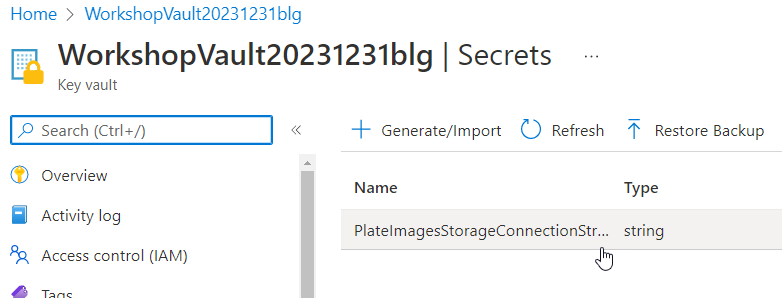 Home > WorkshopVault20231231blg >
WorkshopVault20231231blg | Secrets ...
Key vault
Search (Ctrl+/) «
Generate/Import Refresh Restore Backup
Overview
Activity log
Access control (IAM)
Tags
Name Type
PlateImagesStorageConnectionStr... string